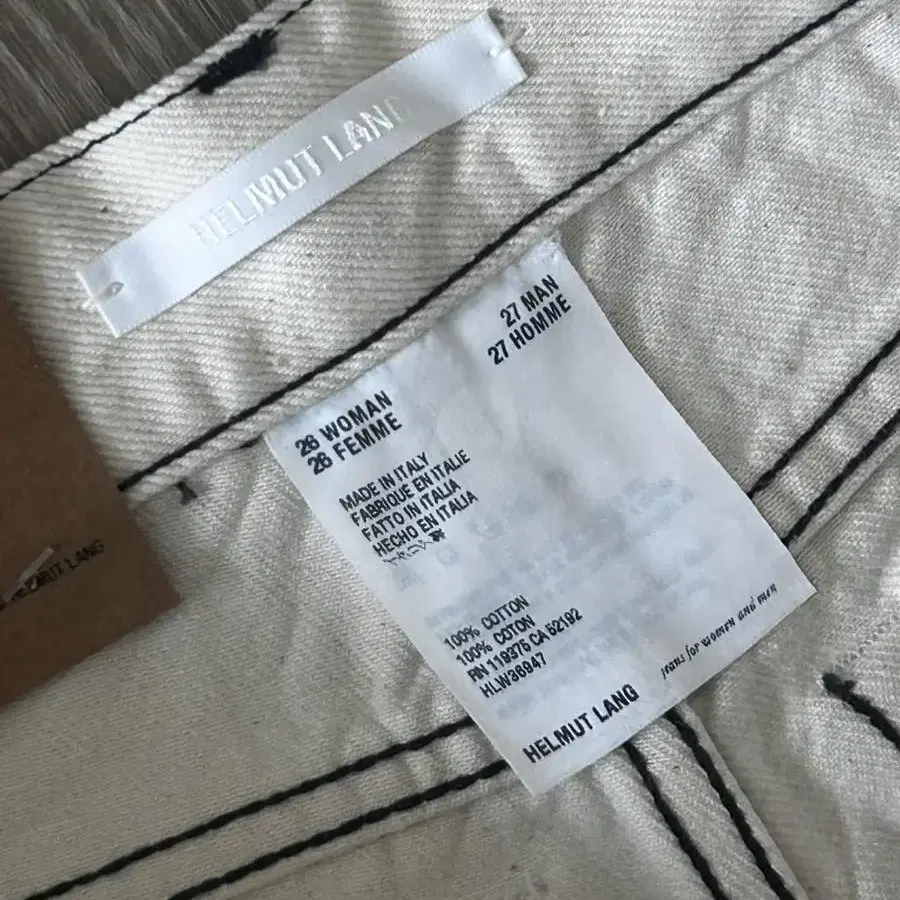 HELMUT LANG
27 MAN
27 HOMME
26 WOMAN
26 FEMME
MADE IN ITALY
FABRIQUE EN ITALIE
FATTO IN ITALIA
HECHO EN ITALIA
100% COTTON
100% COTON
RN 119375 CA 52192
HLW36947
HELMUT LANG
jeans for women and men
HELMUT LANG